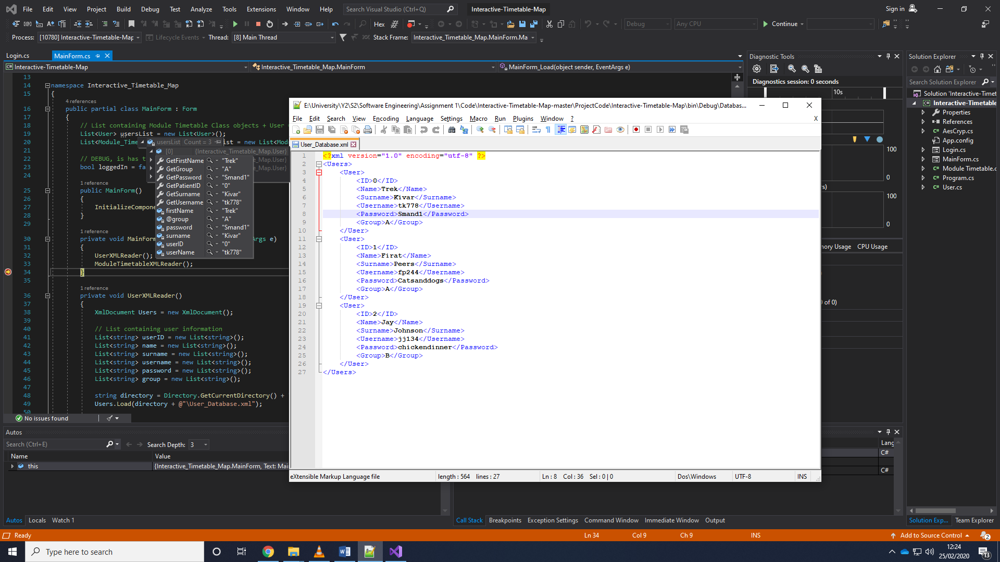 File Edit View Project Build Debug Test Analyze Tools Extensions Window Help Search Visual Studio (Ctrl+Q) Interactive-Timetable-Map Sign in
Hex Debug Any CPU Continue
Process: [10780] Interactive-Timetable-Map Lifecycle Events Thread: [8] Main Thread Stack Frame: Interactive_Timetable_Map.MainForm.Ma
Login.cs MainForm.cs
Interactive-Timetable-Map Interactive_Timetable_Map.MainForm MainForm_Load(object sender, EventArgs e)
13
14 namespace Interactive_Timetable_Map
15 {
4 references
16 public partial class MainForm : Form
17 {
18 // List containing Module Timetable Class objects + User
19 List<User> usersList = new List<User>();
20 List<Module_Time ist = new List<Mod
21
22 // DEBUG, is has t
23 bool loggedIn = fa
24
1 reference
25 public MainForm()
26 {
27 InitializeCompone
28 }
29
1 reference
30 private void MainForm Args e)
31 {
32 UserXMLReader();
33 ModuleTimetableXMLReader();
34 }
35
1 reference
36 private void UserXMLReader()
37 {
38 XmlDocument Users = new XmlDocument();
39
40 // List containing user information
41 List<string> userID = new List<string>();
42 List<string> name = new List<string>();
43 List<string> surname = new List<string>();
44 List<string> username = new List<string>();
45 List<string> password = new List<string>();
46 List<string> group = new List<string>();
47
48 string directory = Directory.GetCurrentDirectory() +
49 Users.Load(directory + @"\User_Database.xml");
50
usersList Count = 3
[0] {Interactive_Timetable_Map.User}
GetFirstName "Trek"
GetGroup "A"
GetPassword "Smand1"
GetPatientID "0"
GetSurname "Kivar"
GetUsername "tk778"
firstName "Trek"
@group "A"
password "Smand1"
surname "Kivar"
userID "0"
userName "tk778"
le_Map.User}
le_Map.User}
No issues found
E:\University\Y2\S2\Software Engineering\Assignment 1\Code\Interactive-Timetable-Map-master\ProjectCode\Interactive-Timetable-Map\bin\Debug\Databas...
File Edit Search View Encoding Language Settings Macro Run Plugins Window ? X
User_Database.xml
1 <?xml version="1.0" encoding="utf-8" ?>
2 <Users>
3 <User>
4 <ID>0</ID>
5 <Name>Trek</Name>
6 <Surname>Kivar</Surname>
7 <Username>tk778</Username>
8 <Password>Smand1</Password>
9 <Group>A</Group>
10 </User>
11 <User>
12 <ID>1</ID>
13 <Name>Firat</Name>
14 <Surname>Peers</Surname>
15 <Username>fp244</Username>
16 <Password>Catsanddogs</Password>
17 <Group>A</Group>
18 </User>
19 <User>
20 <ID>2</ID>
21 <Name>Jay</Name>
22 <Surname>Johnson</Surname>
23 <Username>jj134</Username>
24 <Password>chickendinner</Password>
25 <Group>B</Group>
26 </User>
27 </Users>
eXtensible Markup Language file length : 564 lines : 27 Ln : 8 Col : 36 Sel : 0 | 0 Dos\Windows UTF-8 INS
Diagnostic Tools
Diagnostics session: 0 seconds
10s
100
0
s)
100
0
mory Usage CPU Usage
of 0)
Solution Explorer
Search Solution Explorer
Solution 'Interactive-Timet
Interactive-Timetable
Properties
References
AesCryp.cs
App.config
Login.cs
MainForm.cs
Module Timetable.c
Program.cs
User.cs
Autos
Search (Ctrl+E) Search Depth: 3
Name Value
this {Interactive_Timetable_Map.MainForm, Text: Mai
Lang
C#
C#
Autos Locals Watch 1
Call Stack Breakpoints Exception Settings Command Window Immediate Window Output
Solution Exp... Team Explorer
Ready Ln 34 Col 9 Ch 9 INS Add to Source Control 2
Type here to search
12:24
25/02/2020
13